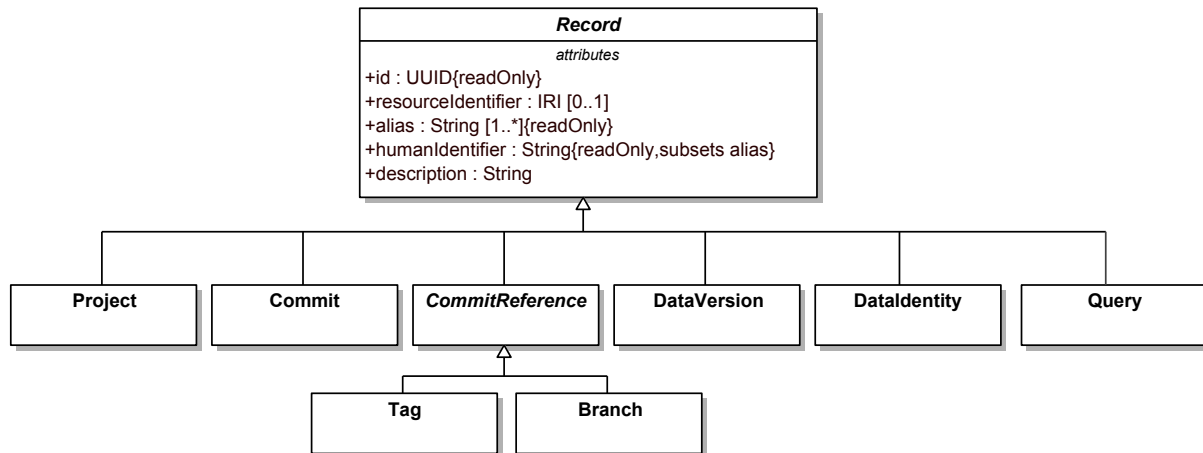 Record
attributes
+id : UUID{readOnly}
+resourceIdentifier : IRI [0..1]
+alias : String [1..*]{readOnly}
+humanIdentifier : String{readOnly,subsets alias}
+description : String
Project
Commit
CommitReference
DataVersion
DataIdentity
Query
Tag
Branch